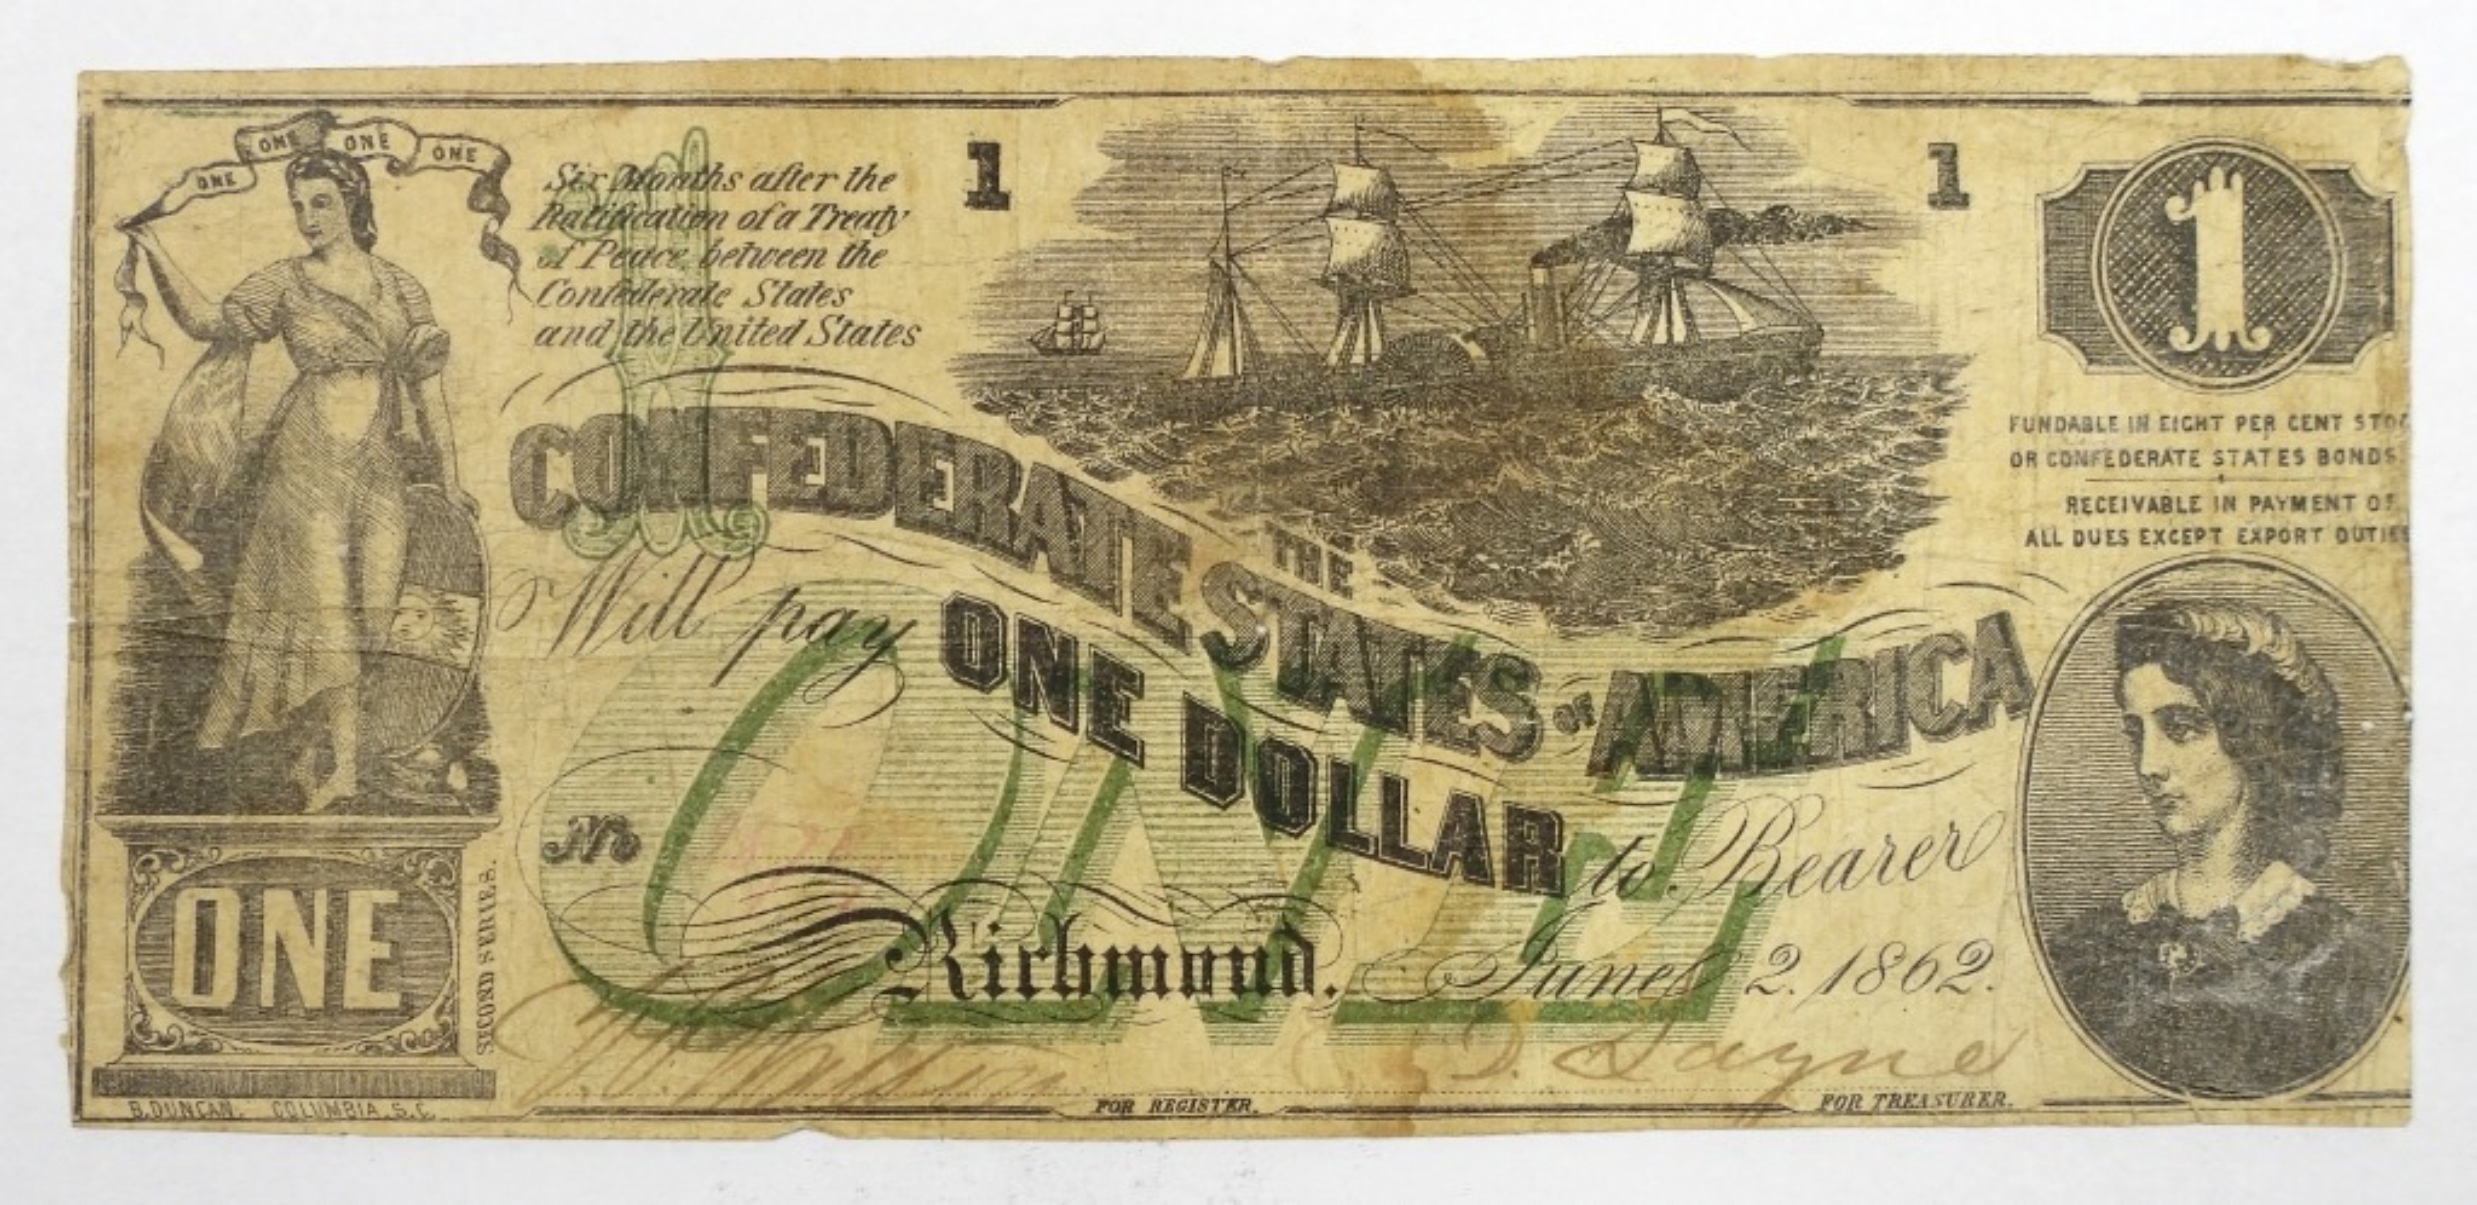 ONE ONE ONE ONE
Six Months after the
Ratification of a Treaty
of Peace between the
Confederate States
and the United States
1
1
1
FUNDABLE IN EIGHT PER CENT STOC
OR CONFEDERATE STATES BONDS
RECEIVABLE IN PAYMENT OF
ALL DUES EXCEPT EXPORT DUTIES
1
THE
CONFEDERATE STATES OF AMERICA
Will pay ONE DOLLAR to Bearer
ONE
No
Richmond, June 2. 1862.
ONE
SECOND SERIES.
FOR REGISTER.
FOR TREASURER.
B. DUNCAN. COLUMBIA, S.C.